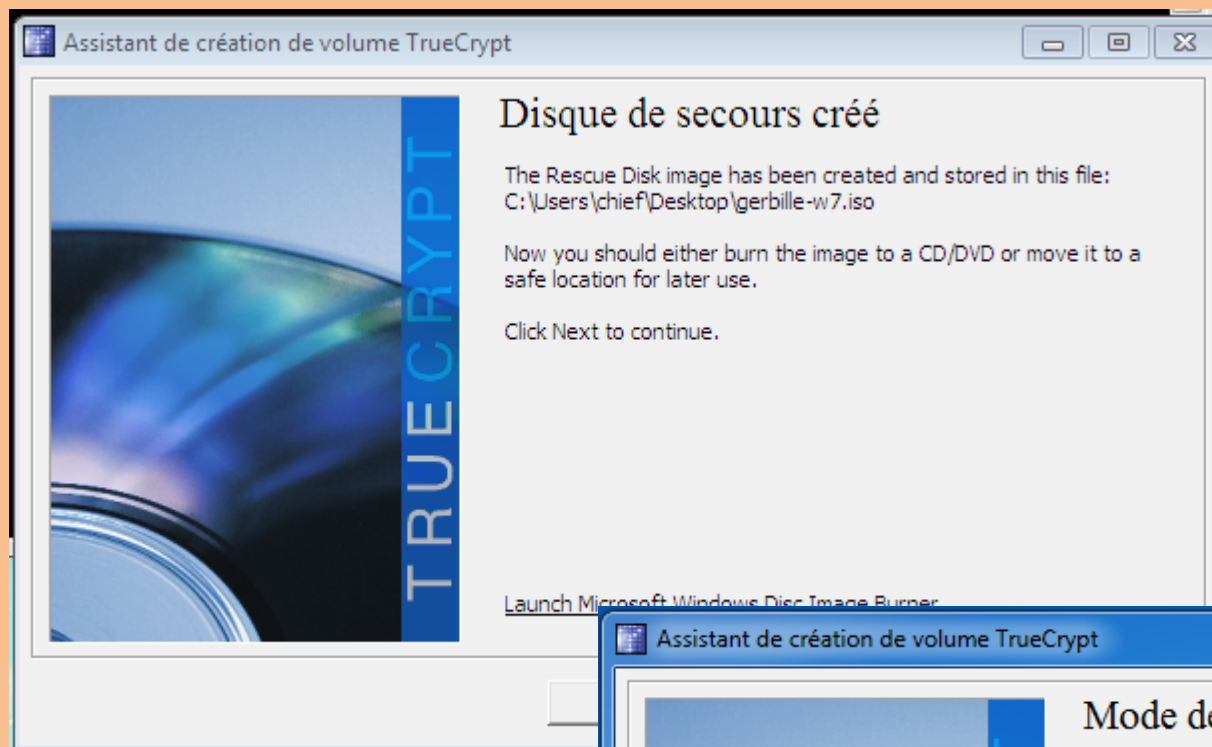 Assistant de création de volume TrueCrypt
Disque de secours créé
The Rescue Disk image has been created and stored in this file:
C:\Users\chief\Desktop\gerbille-w7.iso
Now you should either burn the image to a CD/DVD or move it to a
safe location for later use.
Click Next to continue.
TRUECRYPT
Launch Microsoft Windows Disc Image Burner
Assistant de création de volume TrueCrypt
Mode de